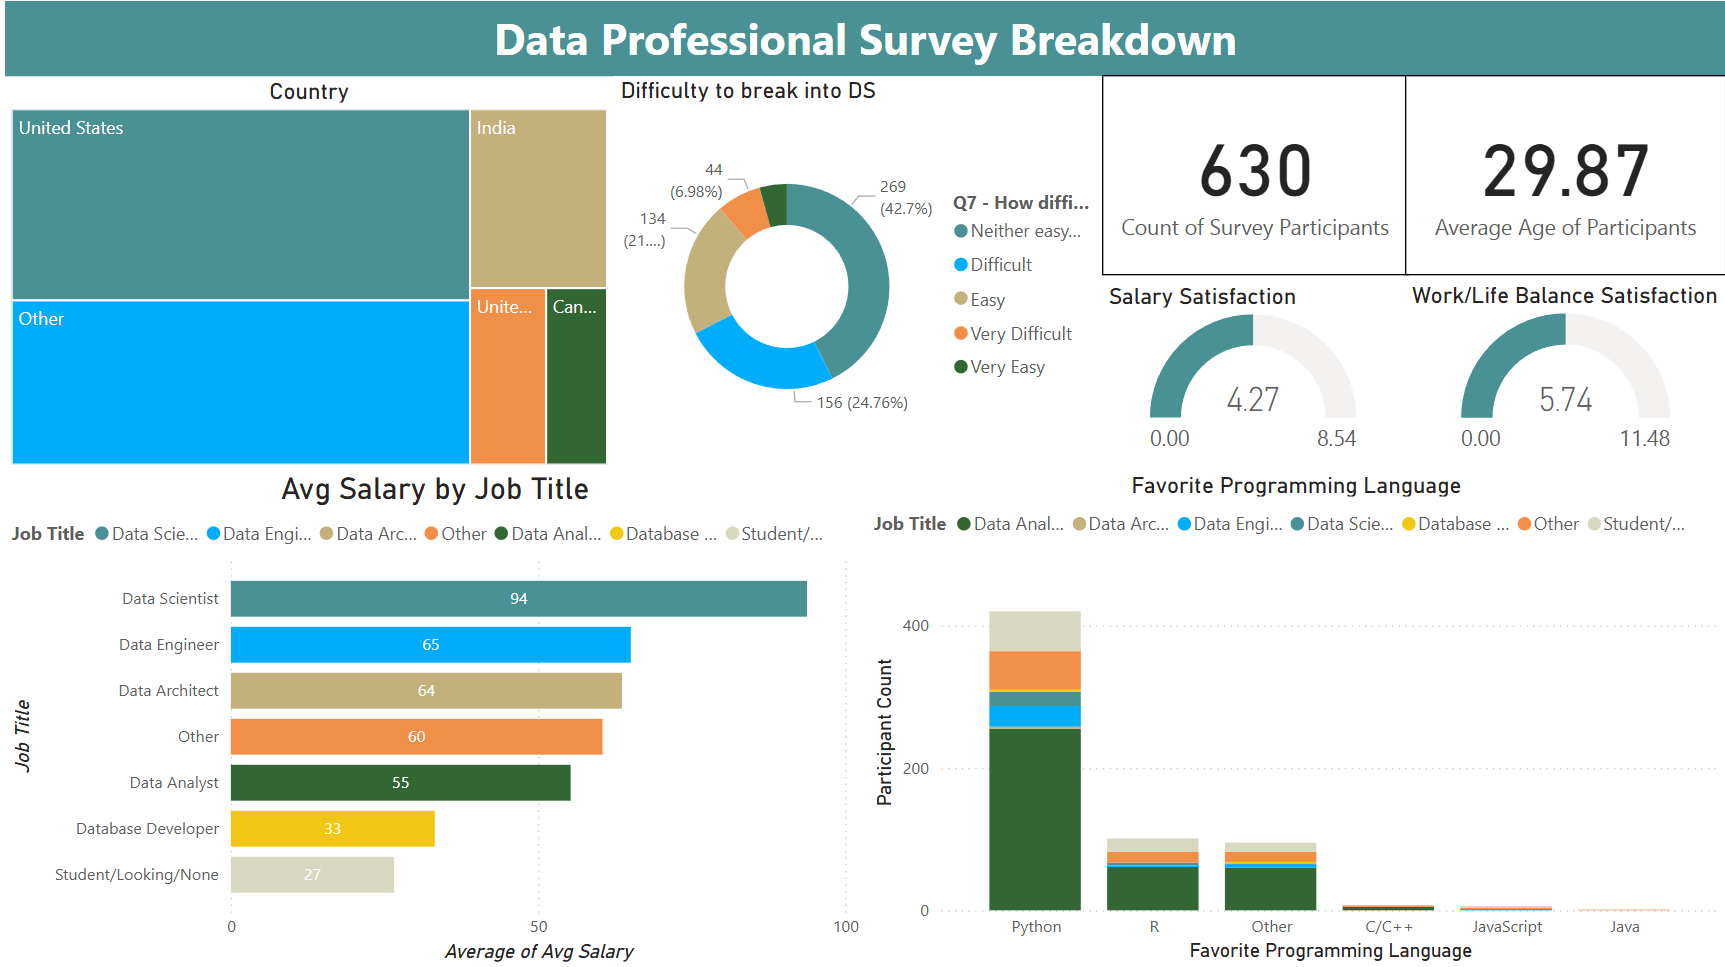 Data Professional Survey Breakdown
Country
United States
India
Other
Unite...
Can...
Difficulty to break into DS
44
(6.98%)
134
(21....)
269
(42.7%)
156 (24.76%)
Q7 - How diffi...
Neither easy...
Difficult
Easy
Very Difficult
Very Easy
630
Count of Survey Participants
29.87
Average Age of Participants
Salary Satisfaction
4.27
0.00
8.54
Work/Life Balance Satisfaction
5.74
0.00
11.48
Avg Salary by Job Title
Job Title Data Scie... Data Engi... Data Arc... Other Data Anal... Database ... Student/...
Job Title
Data Scientist 94
Data Engineer 65
Data Architect 64
Other 60
Data Analyst 55
Database Developer 33
Student/Looking/None 27
0 50 100
Average of Avg Salary
Favorite Programming Language
Job Title Data Anal... Data Arc... Data Engi... Data Scie... Database ... Other Student/...
Participant Count
400
200
0
Python R Other C/C++ JavaScript Java
Favorite Programming Language